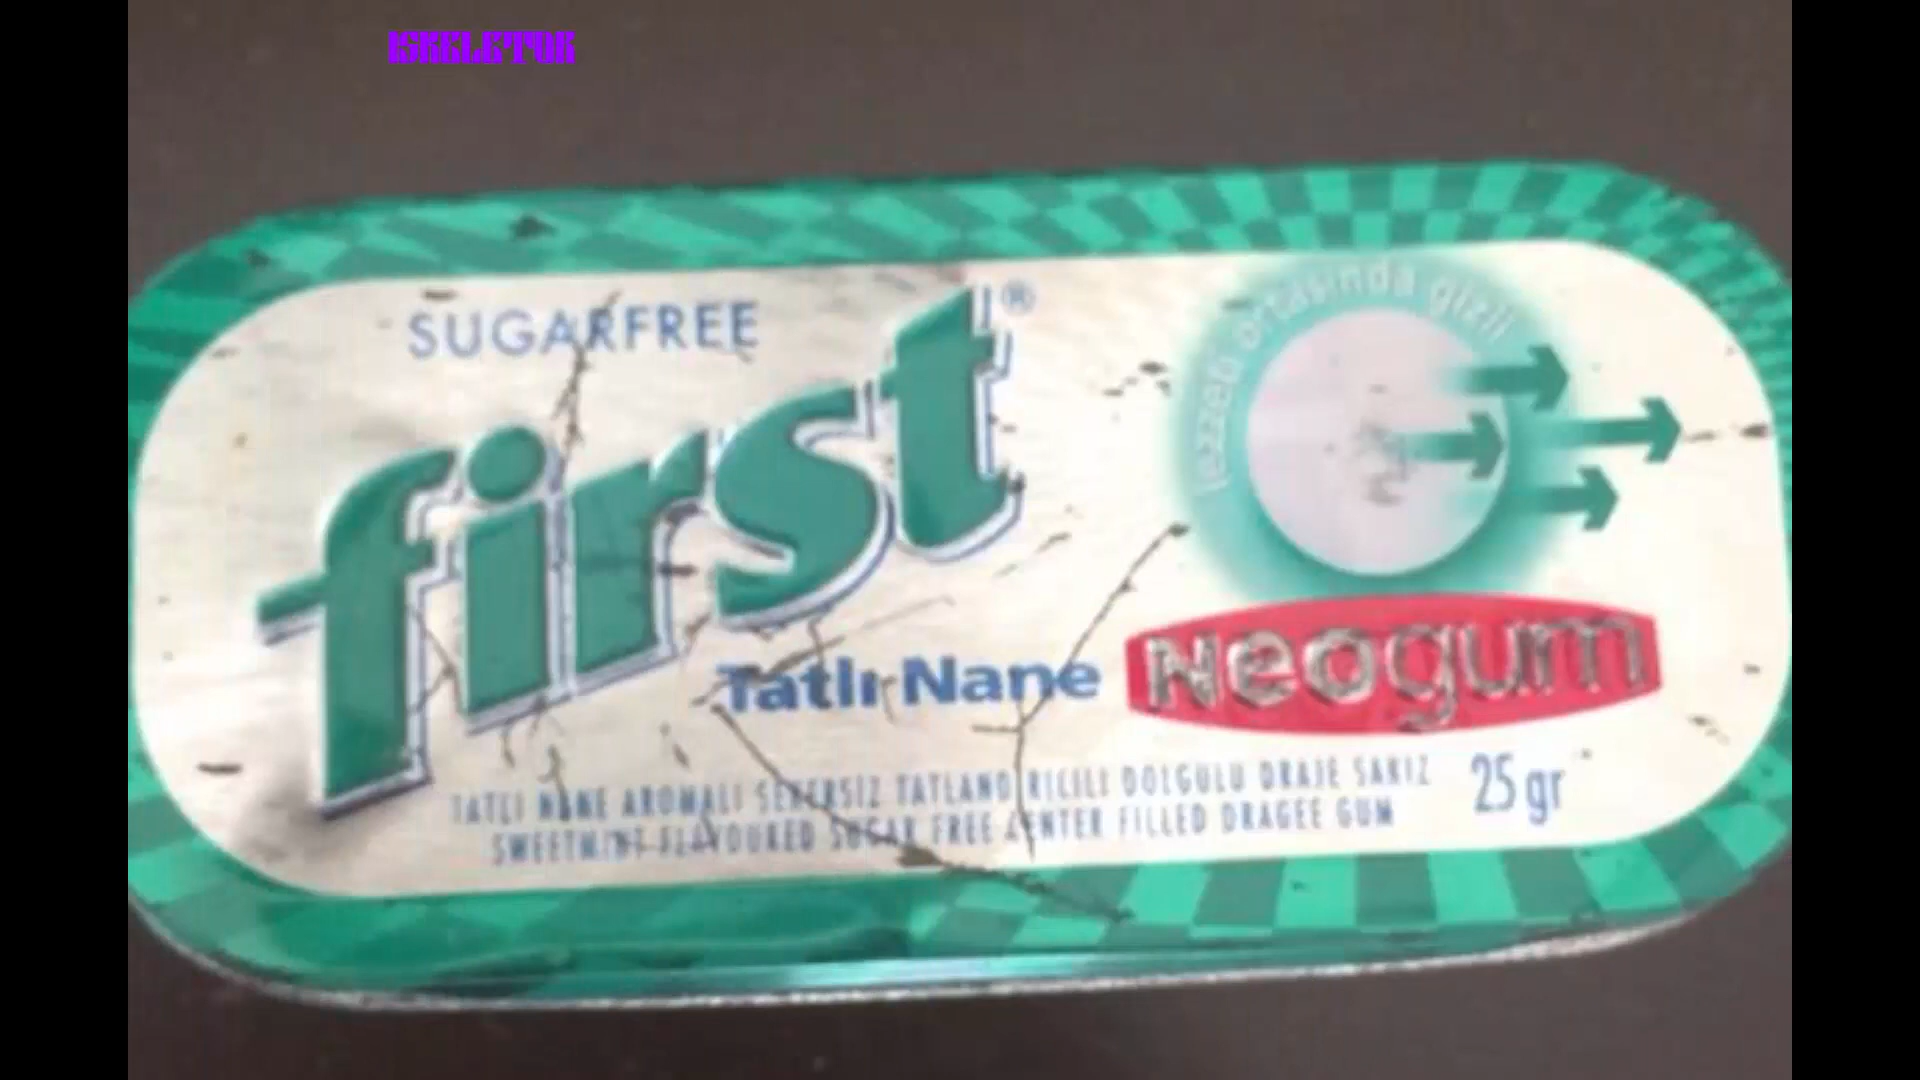 ISKELETOR
SUGARFREE
first®
lezzeti ortasında gizli
Tatlı Nane
Neogum
TATLI NANE AROMALI ŞEKERSİZ TATLANDIRICILI DOLGULU DRAJE SAKIZ
SWEETMINT FLAVOURED SUGAR FREE CENTER FILLED DRAGEE GUM
25 gr